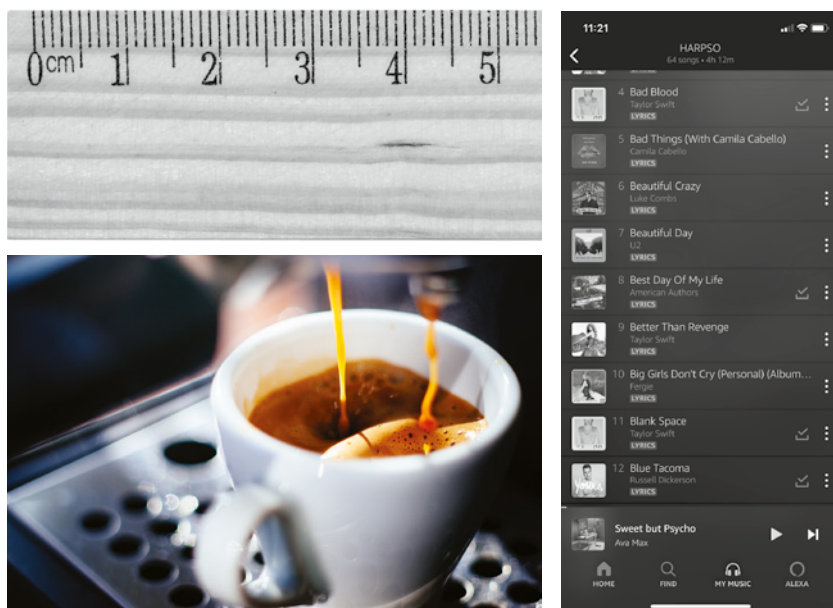 0cm 1 2 3 4 5
11:21
HARPSO
64 songs • 4h 12m
4 Bad Blood
Taylor Swift
LYRICS
5 Bad Things (With Camila Cabello)
Camila Cabello
LYRICS
6 Beautiful Crazy
Luke Combs
LYRICS
7 Beautiful Day
U2
LYRICS
8 Best Day Of My Life
American Authors
LYRICS
9 Better Than Revenge
Taylor Swift
LYRICS
10 Big Girls Don't Cry (Personal) (Album...
Fergie
LYRICS
11 Blank Space
Taylor Swift
LYRICS
12 Blue Tacoma
Russell Dickerson
LYRICS
Sweet but Psycho
Ava Max
HOME FIND MY MUSIC ALEXA